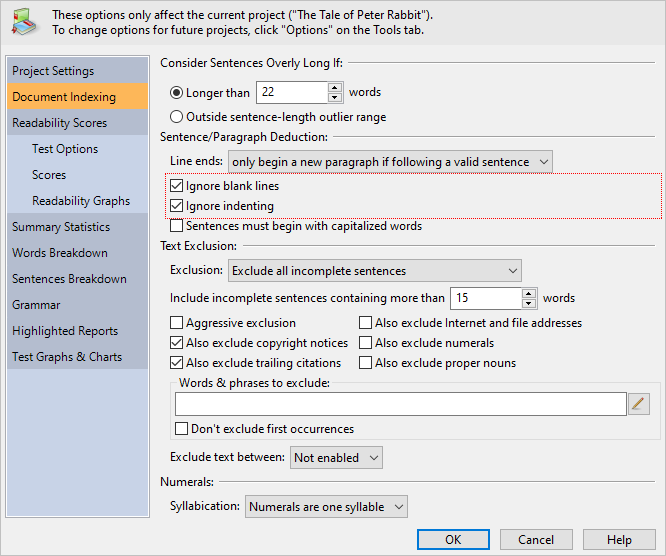 These options only affect the current project ("The Tale of Peter Rabbit").
To change options for future projects, click "Options" on the Tools tab.
Project Settings
Document Indexing
Readability Scores
Test Options
Scores
Readability Graphs
Summary Statistics
Words Breakdown
Sentences Breakdown
Grammar
Highlighted Reports
Test Graphs & Charts
Consider Sentences Overly Long If:
Longer than 22 words
Outside sentence-length outlier range
Sentence/Paragraph Deduction:
Line ends: only begin a new paragraph if following a valid sentence
Ignore blank lines
Ignore indenting
Sentences must begin with capitalized words
Text Exclusion:
Exclusion: Exclude all incomplete sentences
Include incomplete sentences containing more than 15 words
Aggressive exclusion Also exclude Internet and file addresses
Also exclude copyright notices Also exclude numerals
Also exclude trailing citations Also exclude proper nouns
Words & phrases to exclude:
Don't exclude first occurrences
Exclude text between: Not enabled
Numerals:
Syllabication: Numerals are one syllable
OK Cancel Help